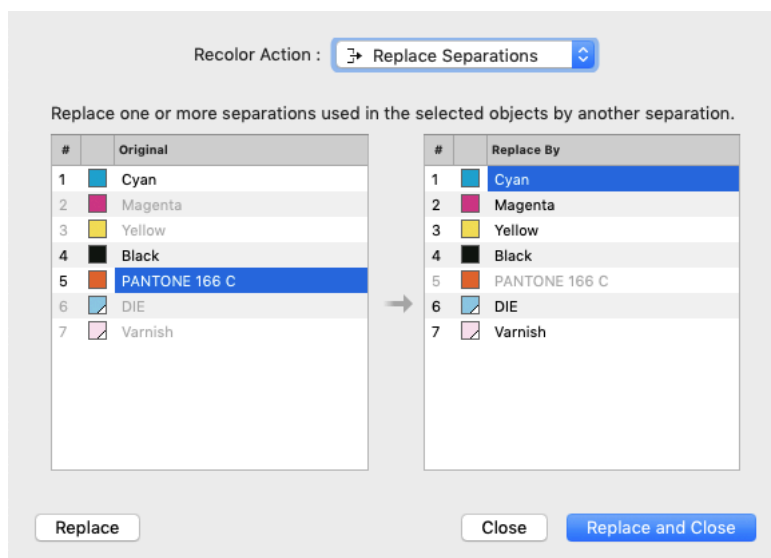 Recolor Action : Replace Separations
Replace one or more separations used in the selected objects by another separation.
# Original
1 Cyan
2 Magenta
3 Yellow
4 Black
5 PANTONE 166 C
6 DIE
7 Varnish
# Replace By
1 Cyan
2 Magenta
3 Yellow
4 Black
5 PANTONE 166 C
6 DIE
7 Varnish
Replace
Close
Replace and Close